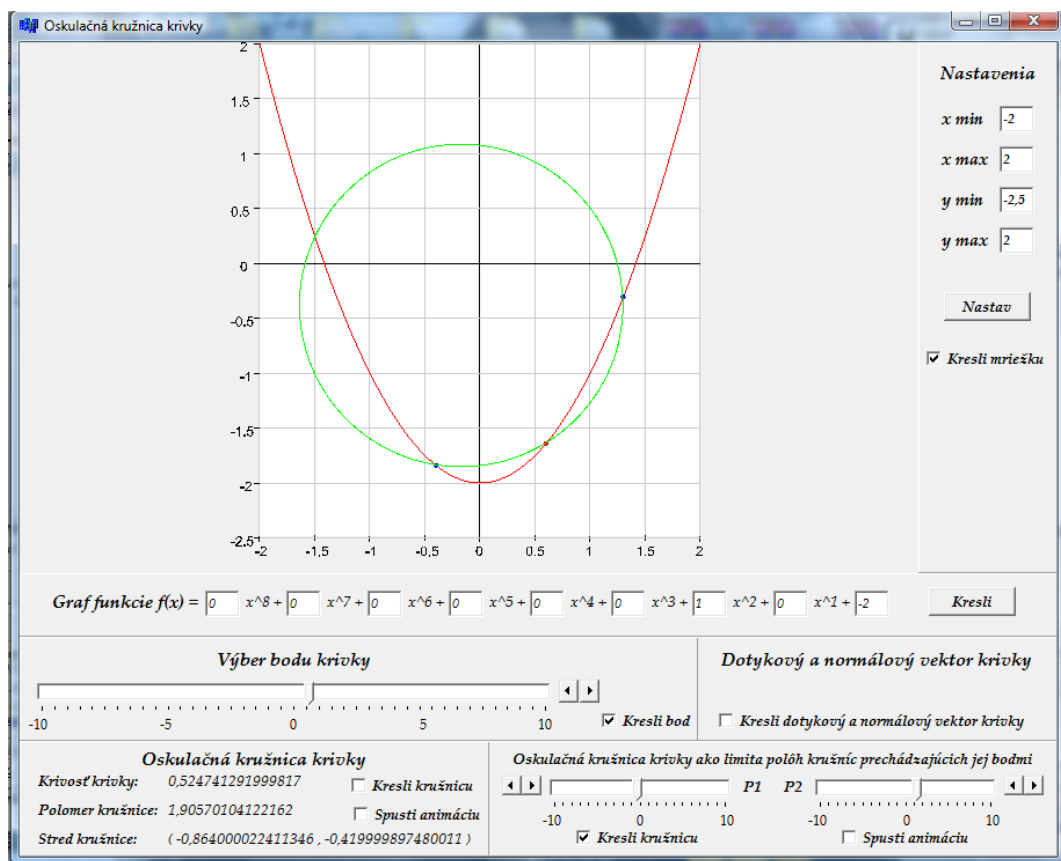 Oskulačná kružnica krivky
2
1.5
1
0.5
0
-0.5
-1
-1.5
-2
-2.5
-2 -1,5 -1 -0.5 0 0.5 1 1.5 2
Nastavenia
x min -2
x max 2
y min -2,5
y max 2
Nastav
Kresli mriežku
Graf funkcie f(x) = 0 x^8 + 0 x^7 + 0 x^6 + 0 x^5 + 0 x^4 + 0 x^3 + 1 x^2 + 0 x^1 + -2 Kresli
Výber bodu krivky
-10 -5 0 5 10
Kresli bod
Dotykový a normálový vektor krivky
Kresli dotykový a normálový vektor krivky
Oskulačná kružnica krivky
Krivosť krivky: 0,524741291999817 Kresli kružnicu
Polomer kružnice: 1,90570104122162 Spusti animáciu
Stred kružnice: ( -0,864000022411346 , -0,419999897480011 )
Oskulačná kružnica krivky ako limita polôh kružníc prechádzajúcich jej bodmi
P1 P2
-10 0 10 -10 0 10
Kresli kružnicu Spusti animáciu